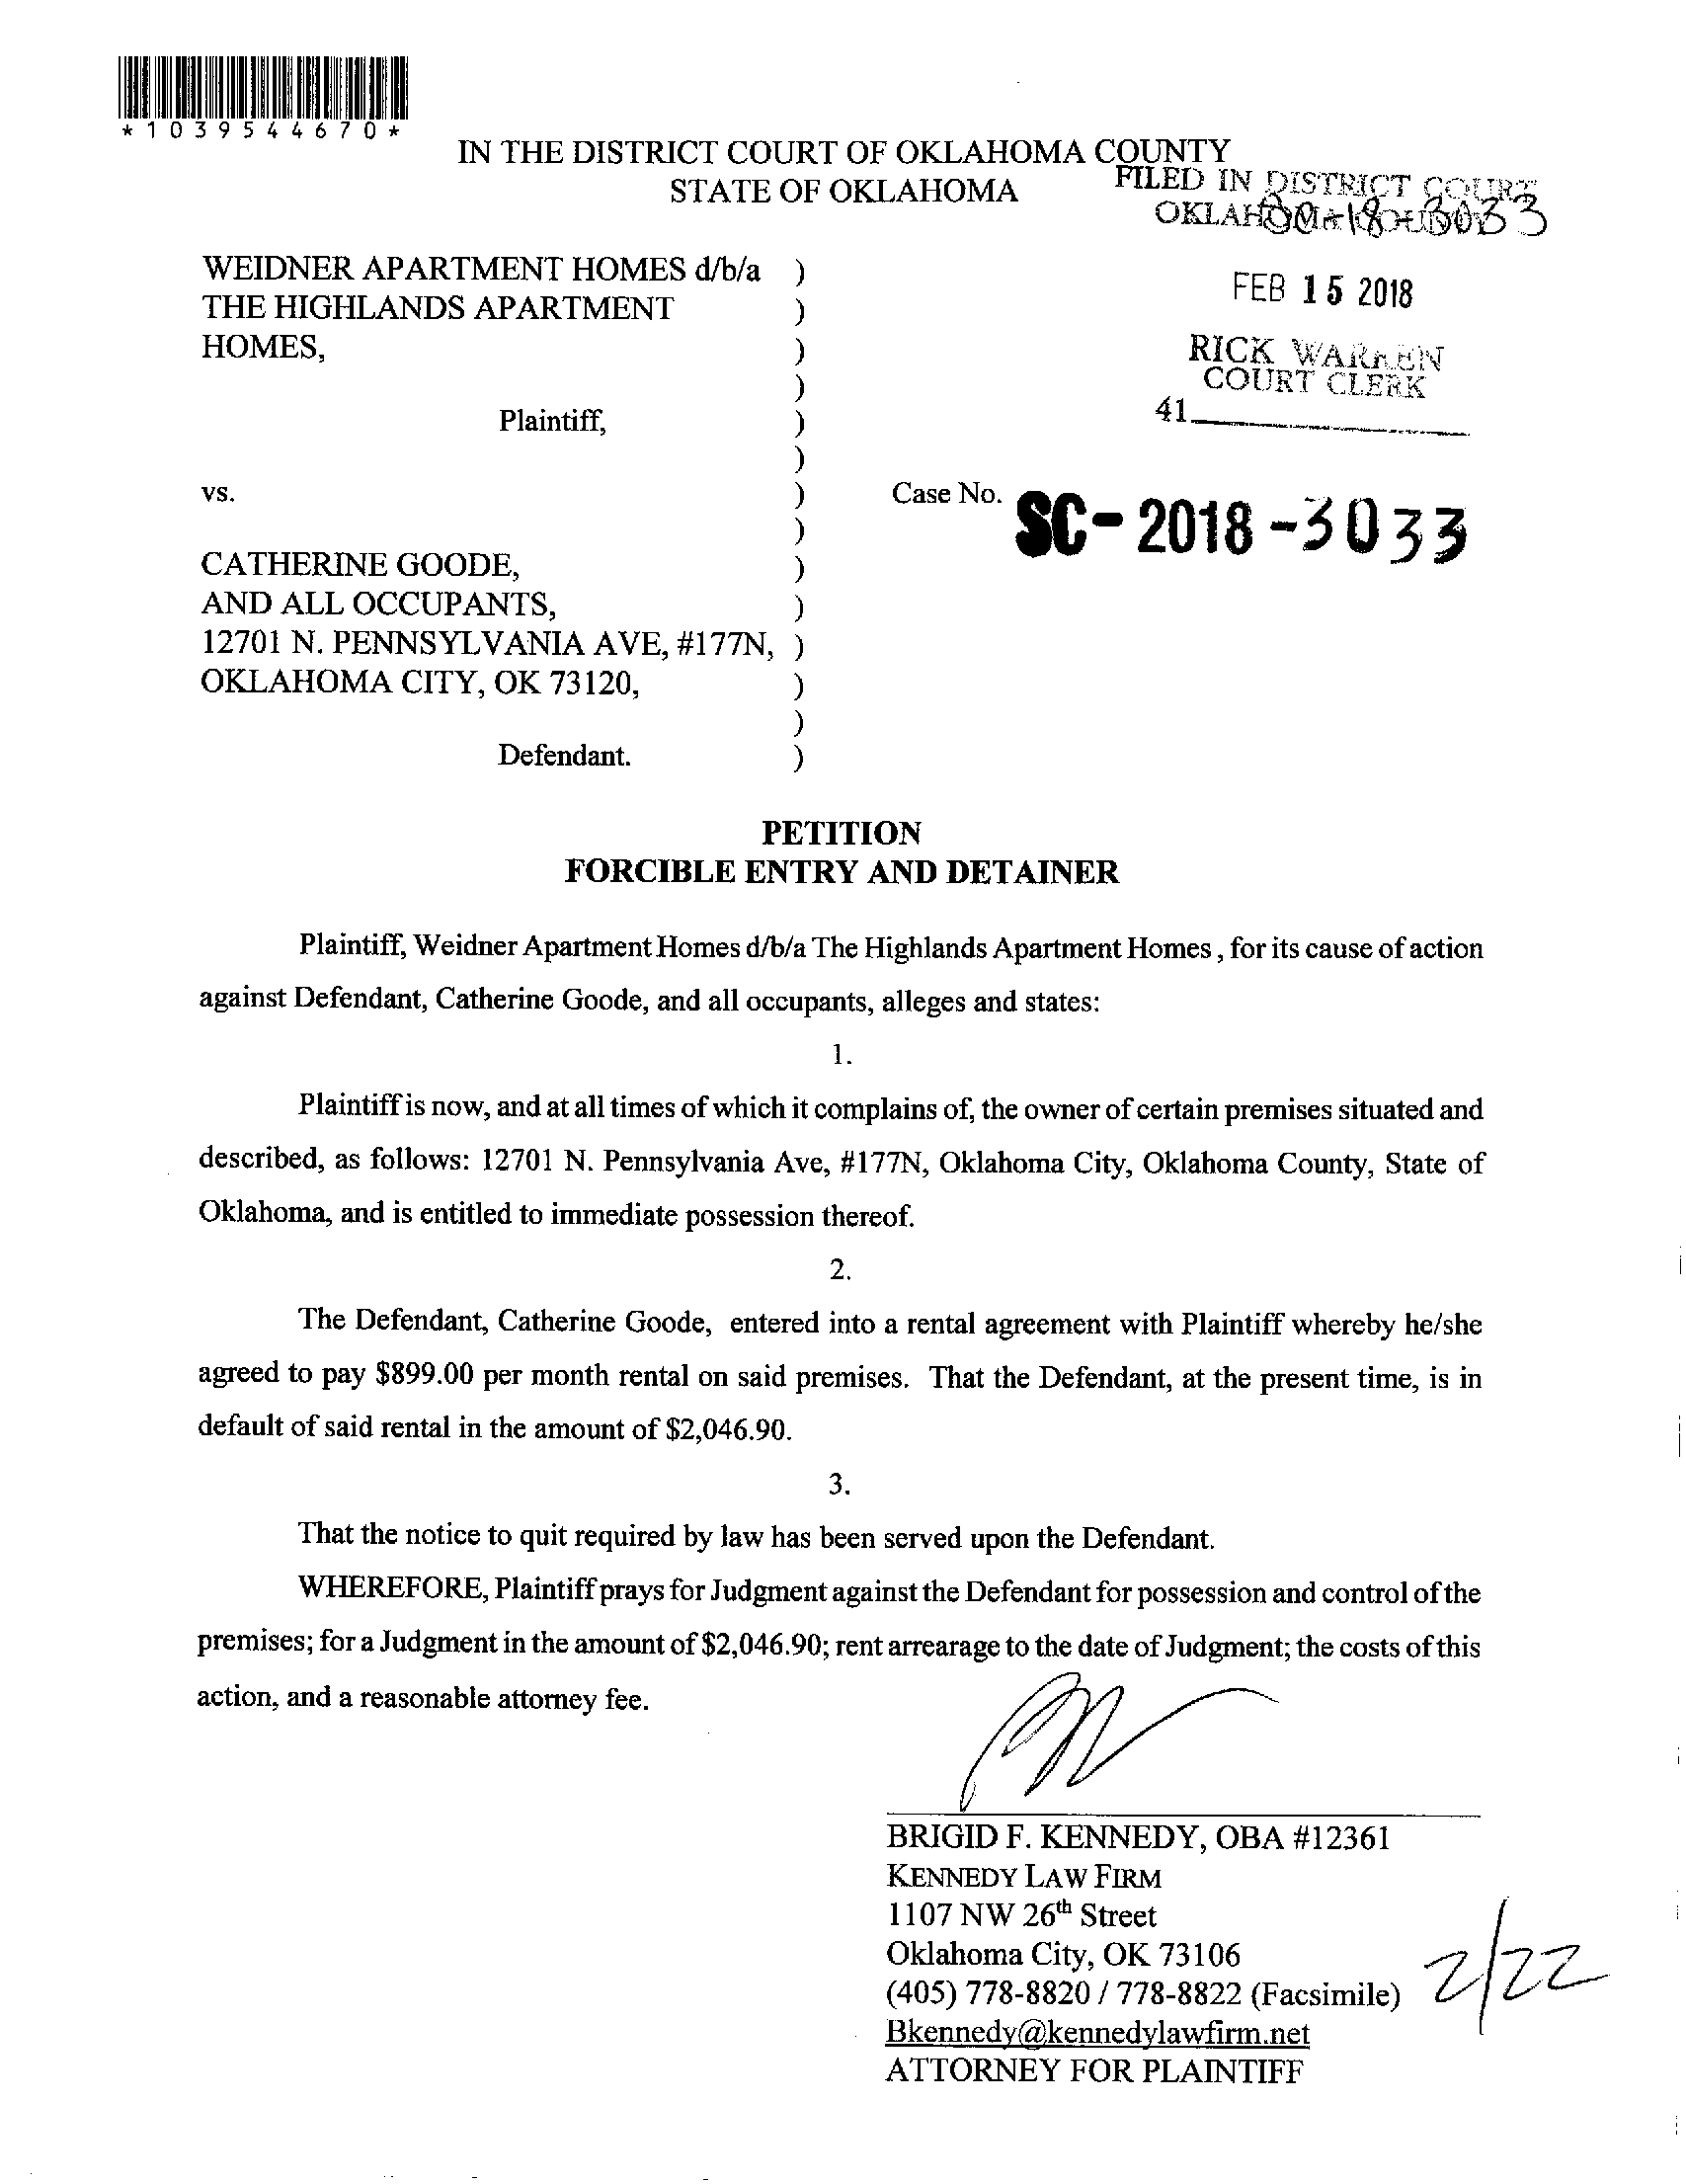 *1039544670*
IN THE DISTRICT COURT OF OKLAHOMA COUNTY
STATE OF OKLAHOMA
FILED IN DISTRICT COURT
WEIDNER APARTMENT HOMES d/b/a )
THE HIGHLANDS APARTMENT )
HOMES, )
)
Plaintiff, )
)
vs. )
)
CATHERINE GOODE, )
AND ALL OCCUPANTS, )
12701 N. PENNSYLVANIA AVE, #177N, )
OKLAHOMA CITY, OK 73120, )
)
Defendant. )
FEB 15 2018
RICK WARREN
COURT CLERK
41
Case No. SC-2018-3033
PETITION
FORCIBLE ENTRY AND DETAINER
Plaintiff, Weidner Apartment Homes d/b/a The Highlands Apartment Homes , for its cause of action
against Defendant, Catherine Goode, and all occupants, alleges and states:
1.
Plaintiff is now, and at all times of which it complains of, the owner of certain premises situated and
described, as follows: 12701 N. Pennsylvania Ave, #177N, Oklahoma City, Oklahoma County, State of
Oklahoma, and is entitled to immediate possession thereof.
2.
The Defendant, Catherine Goode, entered into a rental agreement with Plaintiff whereby he/she
agreed to pay $899.00 per month rental on said premises. That the Defendant, at the present time, is in
default of said rental in the amount of $2,046.90.
3.
That the notice to quit required by law has been served upon the Defendant.
WHEREFORE, Plaintiff prays for Judgment against the Defendant for possession and control of the
premises; for a Judgment in the amount of $2,046.90; rent arrearage to the date of Judgment; the costs of this
action, and a reasonable attorney fee.
BRIGID F. KENNEDY, OBA #12361
KENNEDY LAW FIRM
1107 NW 26th Street
Oklahoma City, OK 73106
(405) 778-8820 / 778-8822 (Facsimile)
Bkennedy@kennedylawfirm.net
ATTORNEY FOR PLAINTIFF
2/22